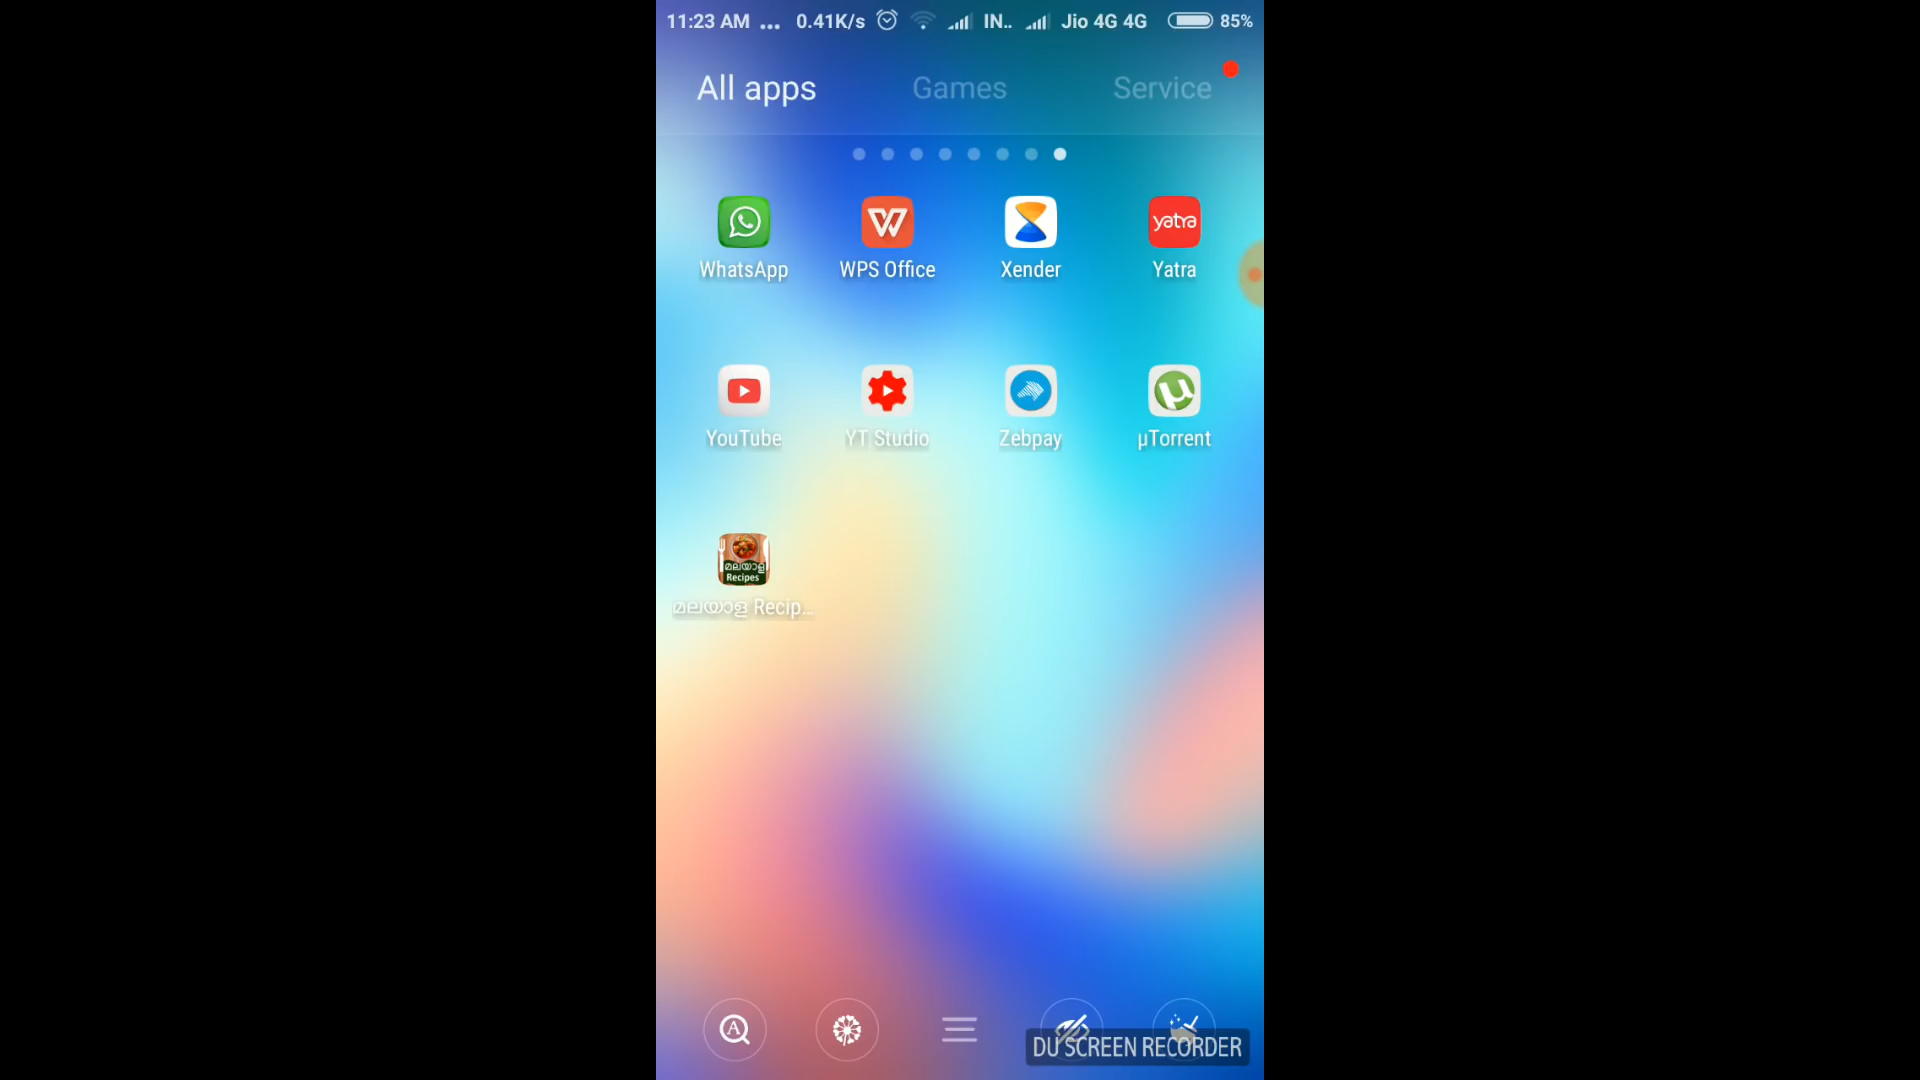 11:23 AM ... 0.41K/s IN.. Jio 4G 4G 85%
All apps Games Service
WhatsApp WPS Office Xender Yatra
yatra
YouTube YT Studio Zebpay µTorrent
മലയാള
Recipes
മലയാള Recip...
DU SCREEN RECORDER